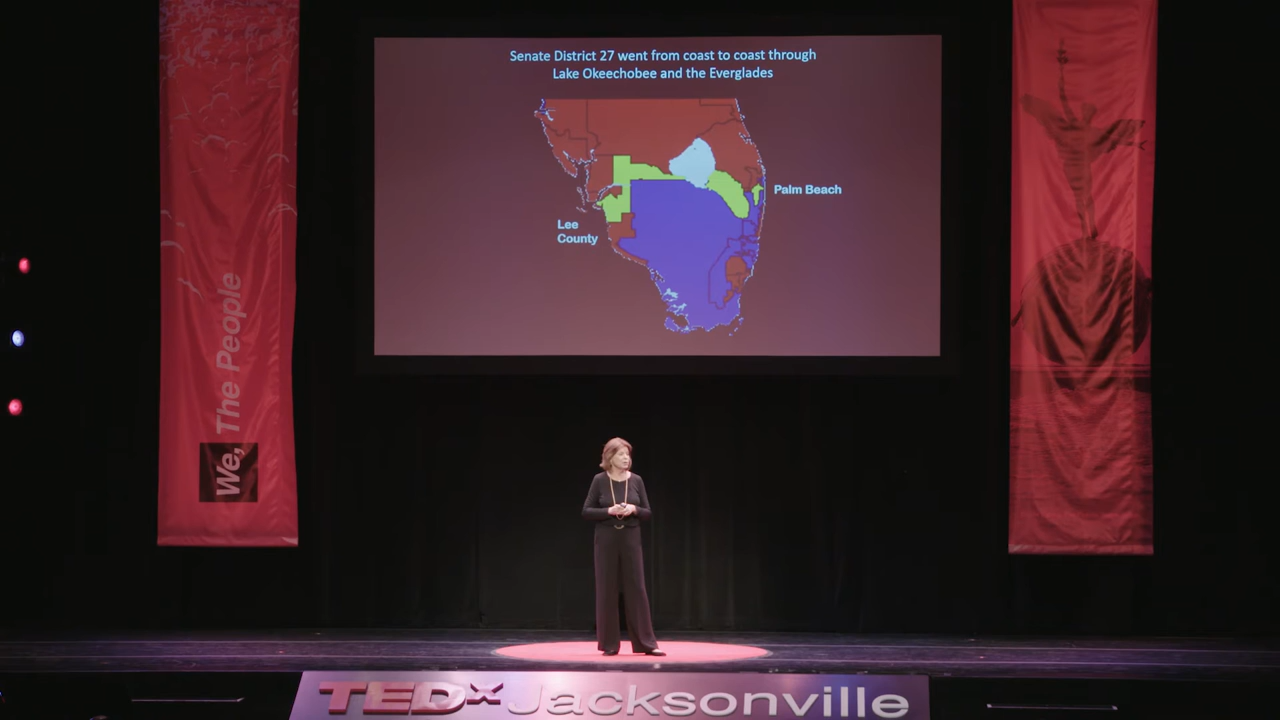 Senate District 27 went from coast to coast through
Lake Okeechobee and the Everglades
Palm Beach
Lee
County
We, The People
TEDx Jacksonville